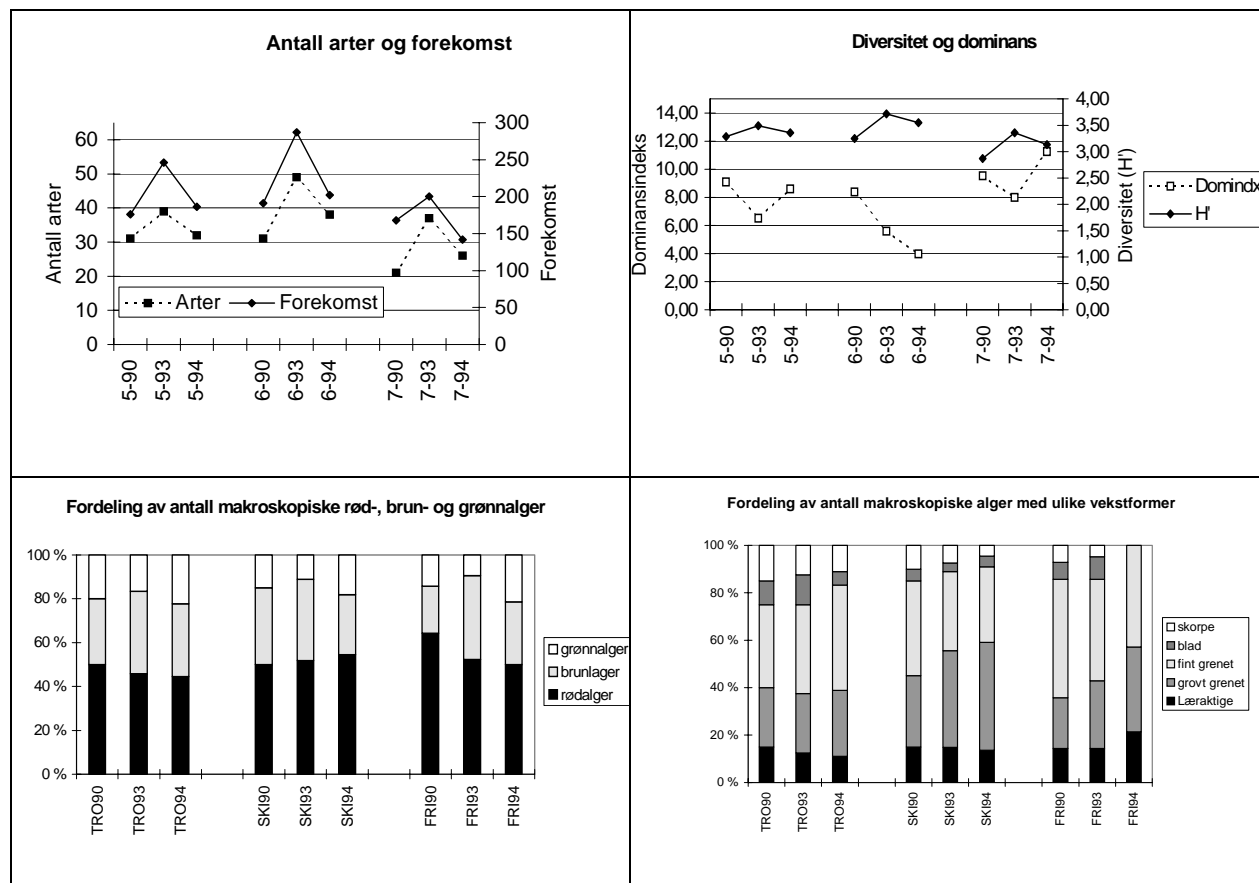 Antall arter og forekomst
Antall arter
60
50
40
30
20
10
0
300
250
200
150
100
50
0
Forekomst
Arter Forekomst
5-90 5-93 5-94 6-90 6-93 6-94 7-90 7-93 7-94
Diversitet og dominans
Dominansindeks
14,00
12,00
10,00
8,00
6,00
4,00
2,00
0,00
4,00
3,50
3,00
2,50
2,00
1,50
1,00
0,50
0,00
Diversitet (H')
Domindx
H'
5-90 5-93 5-94 6-90 6-93 6-94 7-90 7-93 7-94
Fordeling av antall makroskopiske rød-, brun- og grønnalger
100 %
80 %
60 %
40 %
20 %
0 %
grønnalger
brunlager
rødalger
TRO90 TRO93 TRO94 SKI90 SKI93 SKI94 FRI90 FRI93 FRI94
Fordeling av antall makroskopiske alger med ulike vekstformer
100 %
80 %
60 %
40 %
20 %
0 %
skorpe
blad
fint grenet
grovt grenet
Læraktige
TRO90 TRO93 TRO94 SKI90 SKI93 SKI94 FRI90 FRI93 FRI94